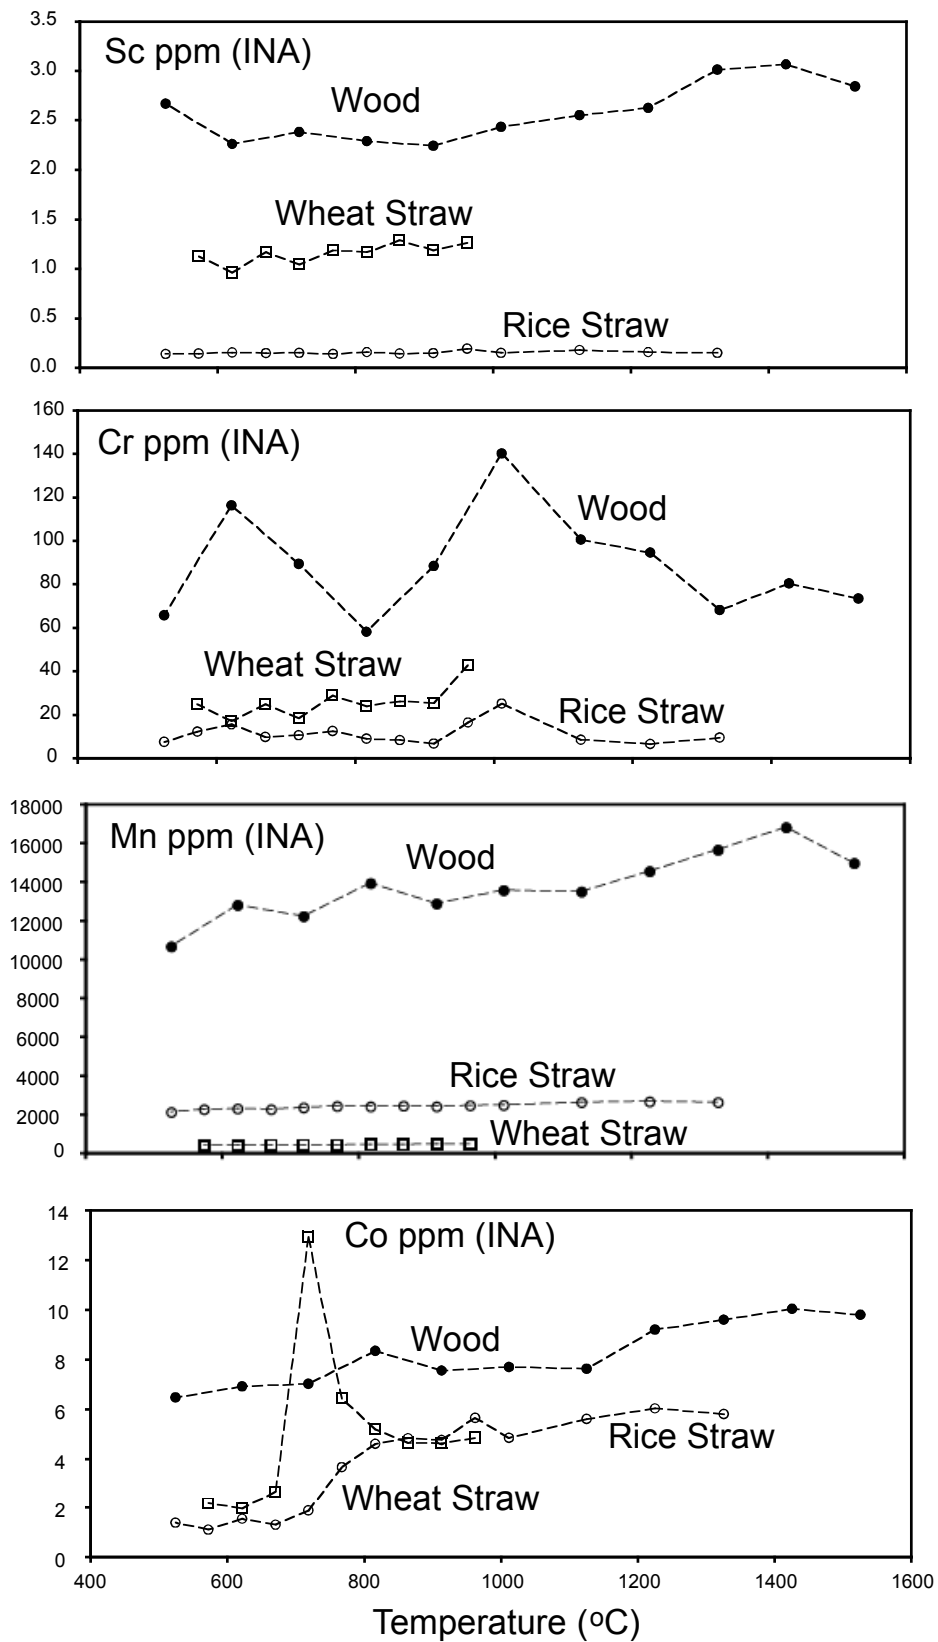 3.5
Sc ppm (INA)
3.0
Wood
2.5
2.0
Wheat Straw
1.5
1.0
Rice Straw
0.5
0.0
160
Cr ppm (INA)
140
120
Wood
100
80
60
Wheat Straw
40
Rice Straw
20
0
18000
Mn ppm (INA)
16000
Wood
14000
12000
10000
8000
6000
4000
Rice Straw
2000
Wheat Straw
0
14
Co ppm (INA)
12
10
Wood
8
6
Rice Straw
4
Wheat Straw
2
0
400 600 800 1000 1200 1400 1600
Temperature (ºC)